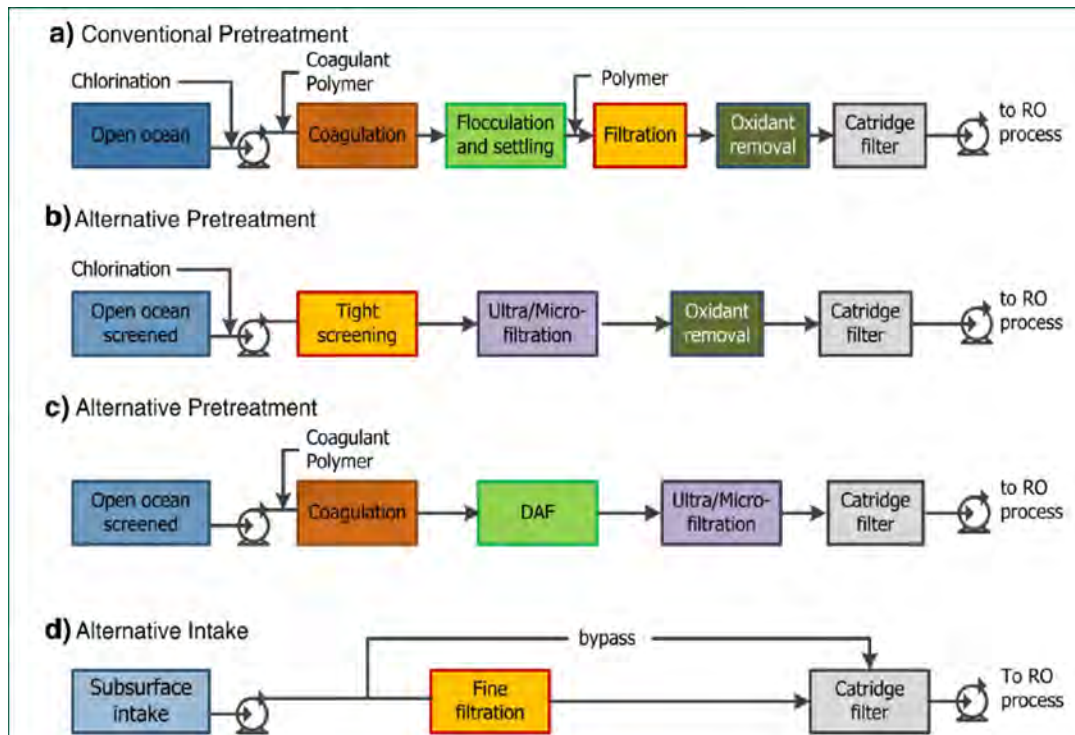 a) Conventional Pretreatment
Chlorination
Coagulant
Polymer
Polymer
Open ocean
Coagulation
Flocculation
and settling
Filtration
Oxidant
removal
Catridge
filter
to RO
process
b) Alternative Pretreatment
Chlorination
Open ocean
screened
Tight
screening
Ultra/Micro-
filtration
Oxidant
removal
Catridge
filter
to RO
process
c) Alternative Pretreatment
Coagulant
Polymer
Open ocean
screened
Coagulation
DAF
Ultra/Micro-
filtration
Catridge
filter
to RO
process
d) Alternative Intake
bypass
Subsurface
intake
Fine
filtration
Catridge
filter
To RO
process